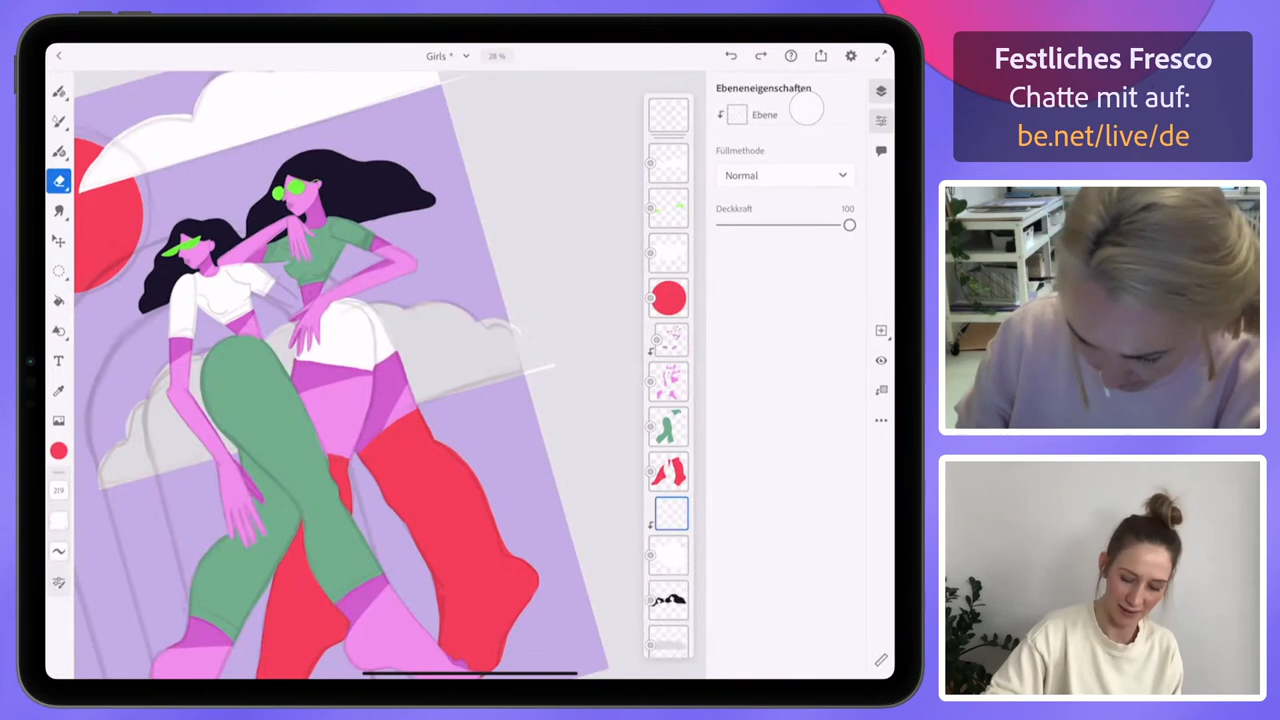 Girls *
28 %
Ebeneneigenschaften
Ebene
Füllmethode
Normal
Deckkraft
100
T
219
Festliches Fresco
Chatte mit auf:
be.net/live/de